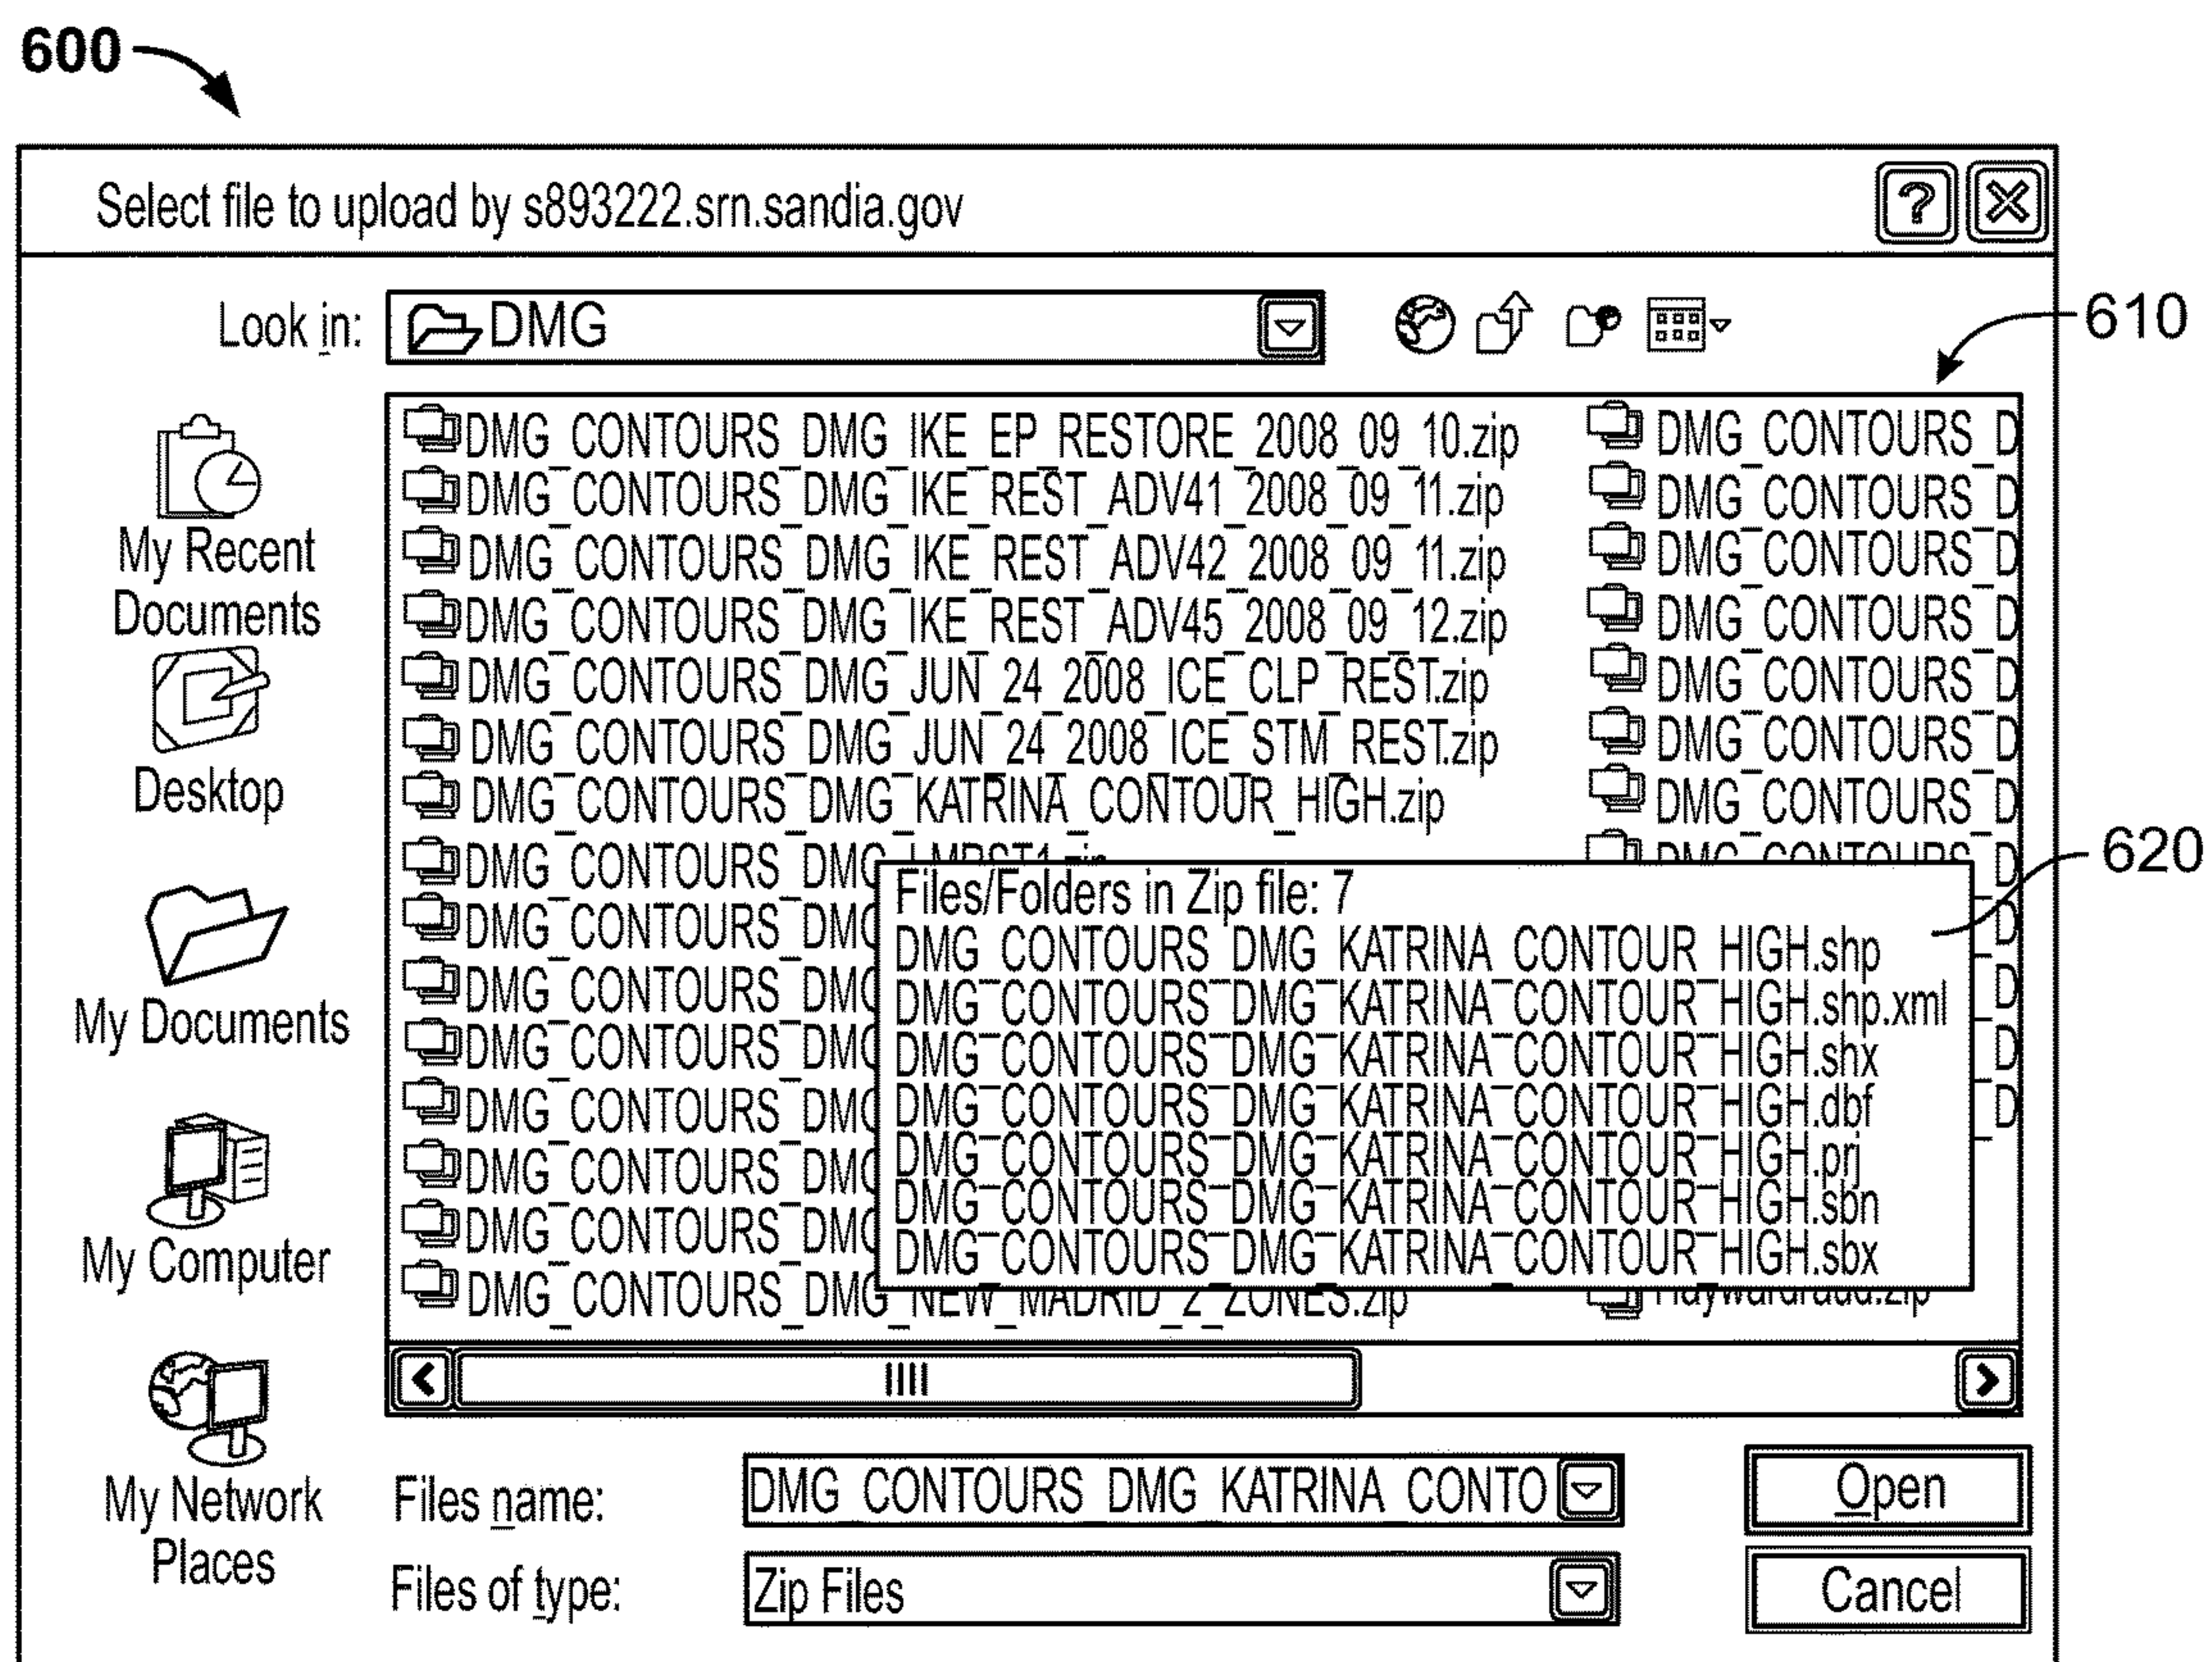 600
Select file to upload by s893222.srn.sandia.gov
Look in:
DMG
610
DMG_CONTOURS_DMG_IKE_EP_RESTORE_2008_09_10.zip
DMG_CONTOURS_DMG_IKE_REST_ADV41_2008_09_11.zip
DMG_CONTOURS_DMG_IKE_REST_ADV42_2008_09_11.zip
DMG_CONTOURS_DMG_IKE_REST_ADV45_2008_09_12.zip
DMG_CONTOURS_DMG_JUN_24_2008_ICE_CLP_REST.zip
DMG_CONTOURS_DMG_JUN_24_2008_ICE_STM_REST.zip
DMG_CONTOURS_DMG_KATRINA_CONTOUR_HIGH.zip
DMG_CONTOURS_DMG
DMG_CONTOURS_DMG
DMG_CONTOURS_DMG
DMG_CONTOURS_DMG
DMG_CONTOURS_DMG
DMG_CONTOURS_DMG
DMG_CONTOURS_DMG
DMG_CONTOURS_DMG_NEW_MADRID_2_ZONES.zip
DMG_CONTOURS_D
DMG_CONTOURS_D
DMG_CONTOURS_D
DMG_CONTOURS_D
DMG_CONTOURS_D
DMG_CONTOURS_D
DMG_CONTOURS_D
DMG_CONTOURS_D
D
D
D
D
620
Files/Folders in Zip file: 7
DMG_CONTOURS_DMG_KATRINA_CONTOUR_HIGH.shp
DMG_CONTOURS_DMG_KATRINA_CONTOUR_HIGH.shp.xml
DMG_CONTOURS_DMG_KATRINA_CONTOUR_HIGH.shx
DMG_CONTOURS_DMG_KATRINA_CONTOUR_HIGH.dbf
DMG_CONTOURS_DMG_KATRINA_CONTOUR_HIGH.prj
DMG_CONTOURS_DMG_KATRINA_CONTOUR_HIGH.sbn
DMG_CONTOURS_DMG_KATRINA_CONTOUR_HIGH.sbx
My Recent
Documents
Desktop
My Documents
My Computer
My Network
Places
Files name:
DMG_CONTOURS_DMG_KATRINA_CONTO
Open
Files of type:
Zip Files
Cancel